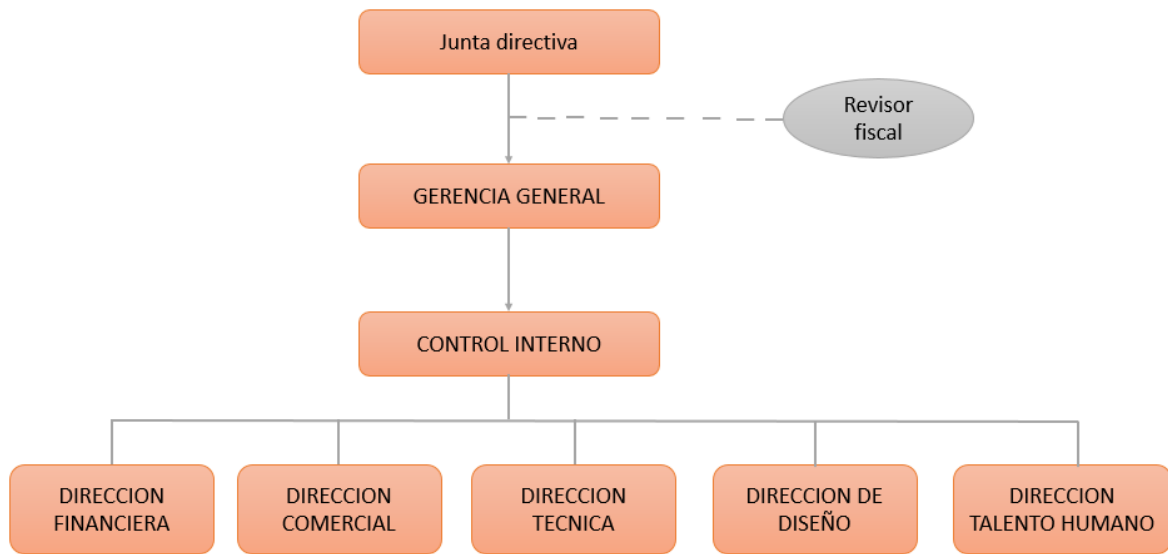 Junta directiva
Revisor
fiscal
GERENCIA GENERAL
CONTROL INTERNO
DIRECCION
FINANCIERA
DIRECCION
COMERCIAL
DIRECCION
TECNICA
DIRECCION DE
DISEÑO
DIRECCION
TALENTO HUMANO